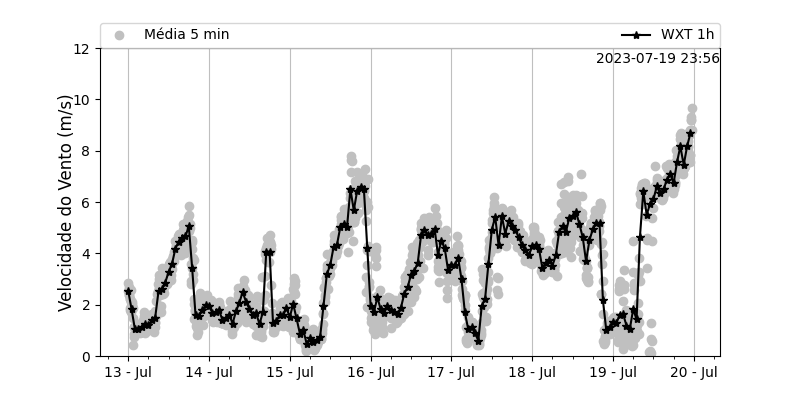 Média 5 min
WXT 1h
2023-07-19 23:56
Velocidade do Vento (m/s)
12
10
8
6
4
2
0
13 - Jul
14 - Jul
15 - Jul
16 - Jul
17 - Jul
18 - Jul
19 - Jul
20 - Jul